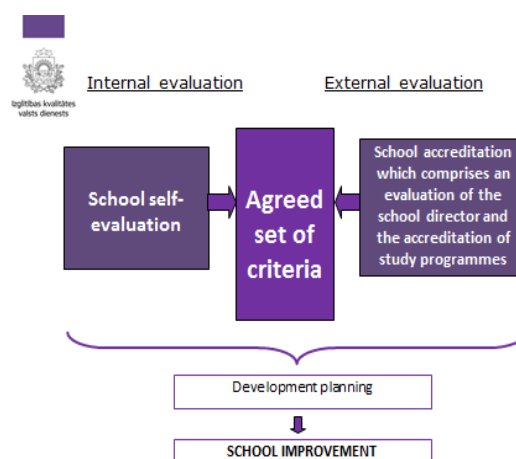 Izglītības kvalitātes
valsts dienests
Internal evaluation
External evaluation
School self-
evaluation
Agreed
set of
criteria
School accreditation
which comprises an
evaluation of the
school director and
the accreditation of
study programmes
Development planning
SCHOOL IMPROVEMENT